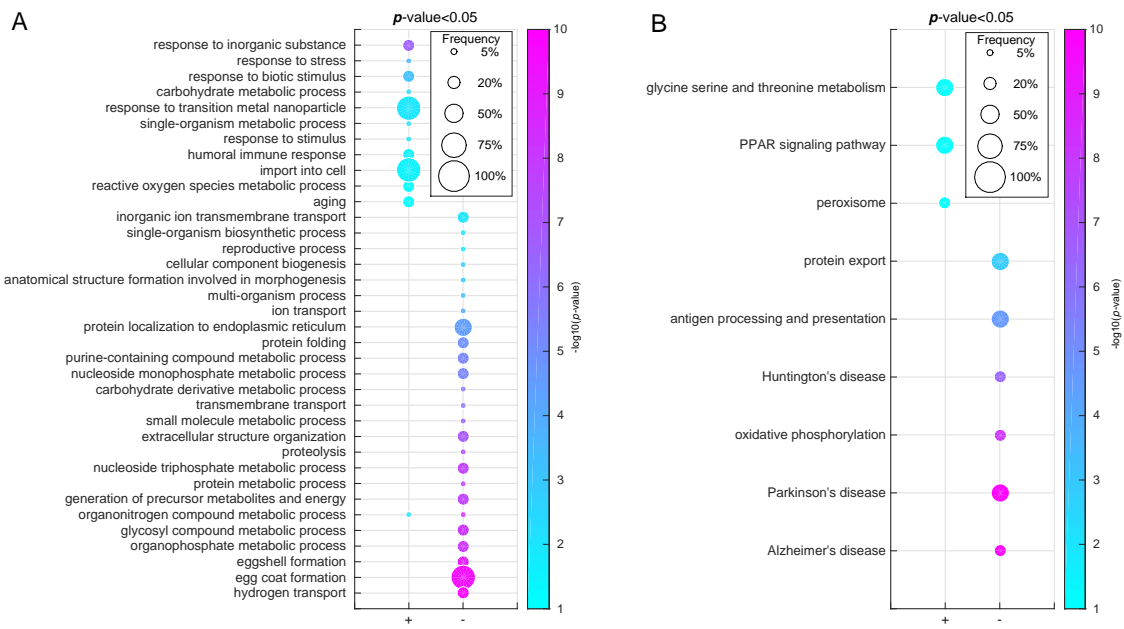 A
p-value<0.05
response to inorganic substance
response to stress
response to biotic stimulus
carbohydrate metabolic process
response to transition metal nanoparticle
single-organism metabolic process
response to stimulus
humoral immune response
import into cell
reactive oxygen species metabolic process
aging
inorganic ion transmembrane transport
single-organism biosynthetic process
reproductive process
cellular component biogenesis
anatomical structure formation involved in morphogenesis
multi-organism process
ion transport
protein localization to endoplasmic reticulum
protein folding
purine-containing compound metabolic process
nucleoside monophosphate metabolic process
carbohydrate derivative metabolic process
transmembrane transport
small molecule metabolic process
extracellular structure organization
proteolysis
nucleoside triphosphate metabolic process
protein metabolic process
generation of precursor metabolites and energy
organonitrogen compound metabolic process
glycosyl compound metabolic process
organophosphate metabolic process
eggshell formation
egg coat formation
hydrogen transport
+ -
Frequency
5%
20%
50%
75%
100%
10
9
8
7
6
5
4
3
2
1
-log10(p-value)
B
p-value<0.05
glycine serine and threonine metabolism
PPAR signaling pathway
peroxisome
protein export
antigen processing and presentation
Huntington's disease
oxidative phosphorylation
Parkinson's disease
Alzheimer's disease
+ -
Frequency
5%
20%
50%
75%
100%
10
9
8
7
6
5
4
3
2
1
-log10(p-value)